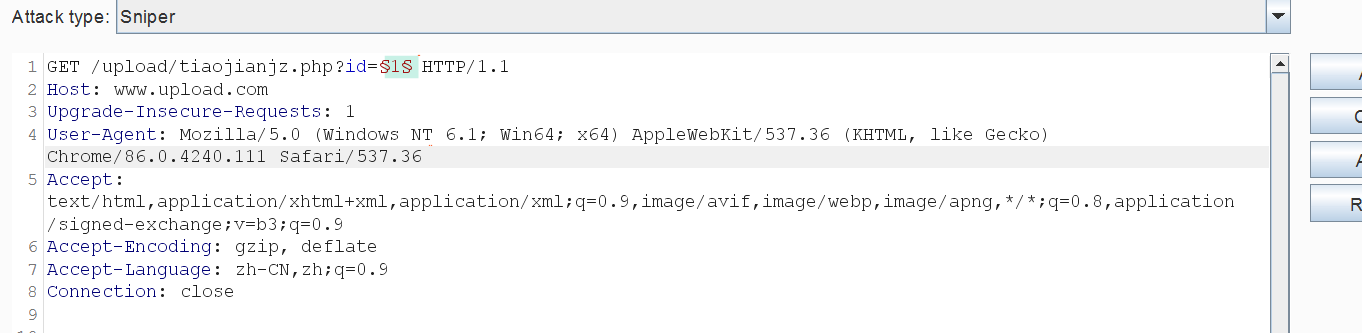 Attack type: Sniper
1 GET /upload/tiaojianjz.php?id=§1§ HTTP/1.1
2 Host: www.upload.com
3 Upgrade-Insecure-Requests: 1
4 User-Agent: Mozilla/5.0 (Windows NT 6.1; Win64; x64) AppleWebKit/537.36 (KHTML, like Gecko)
Chrome/86.0.4240.111 Safari/537.36
5 Accept:
text/html,application/xhtml+xml,application/xml;q=0.9,image/avif,image/webp,image/apng,*/*;q=0.8,application
/signed-exchange;v=b3;q=0.9
6 Accept-Encoding: gzip, deflate
7 Accept-Language: zh-CN,zh;q=0.9
8 Connection: close
9